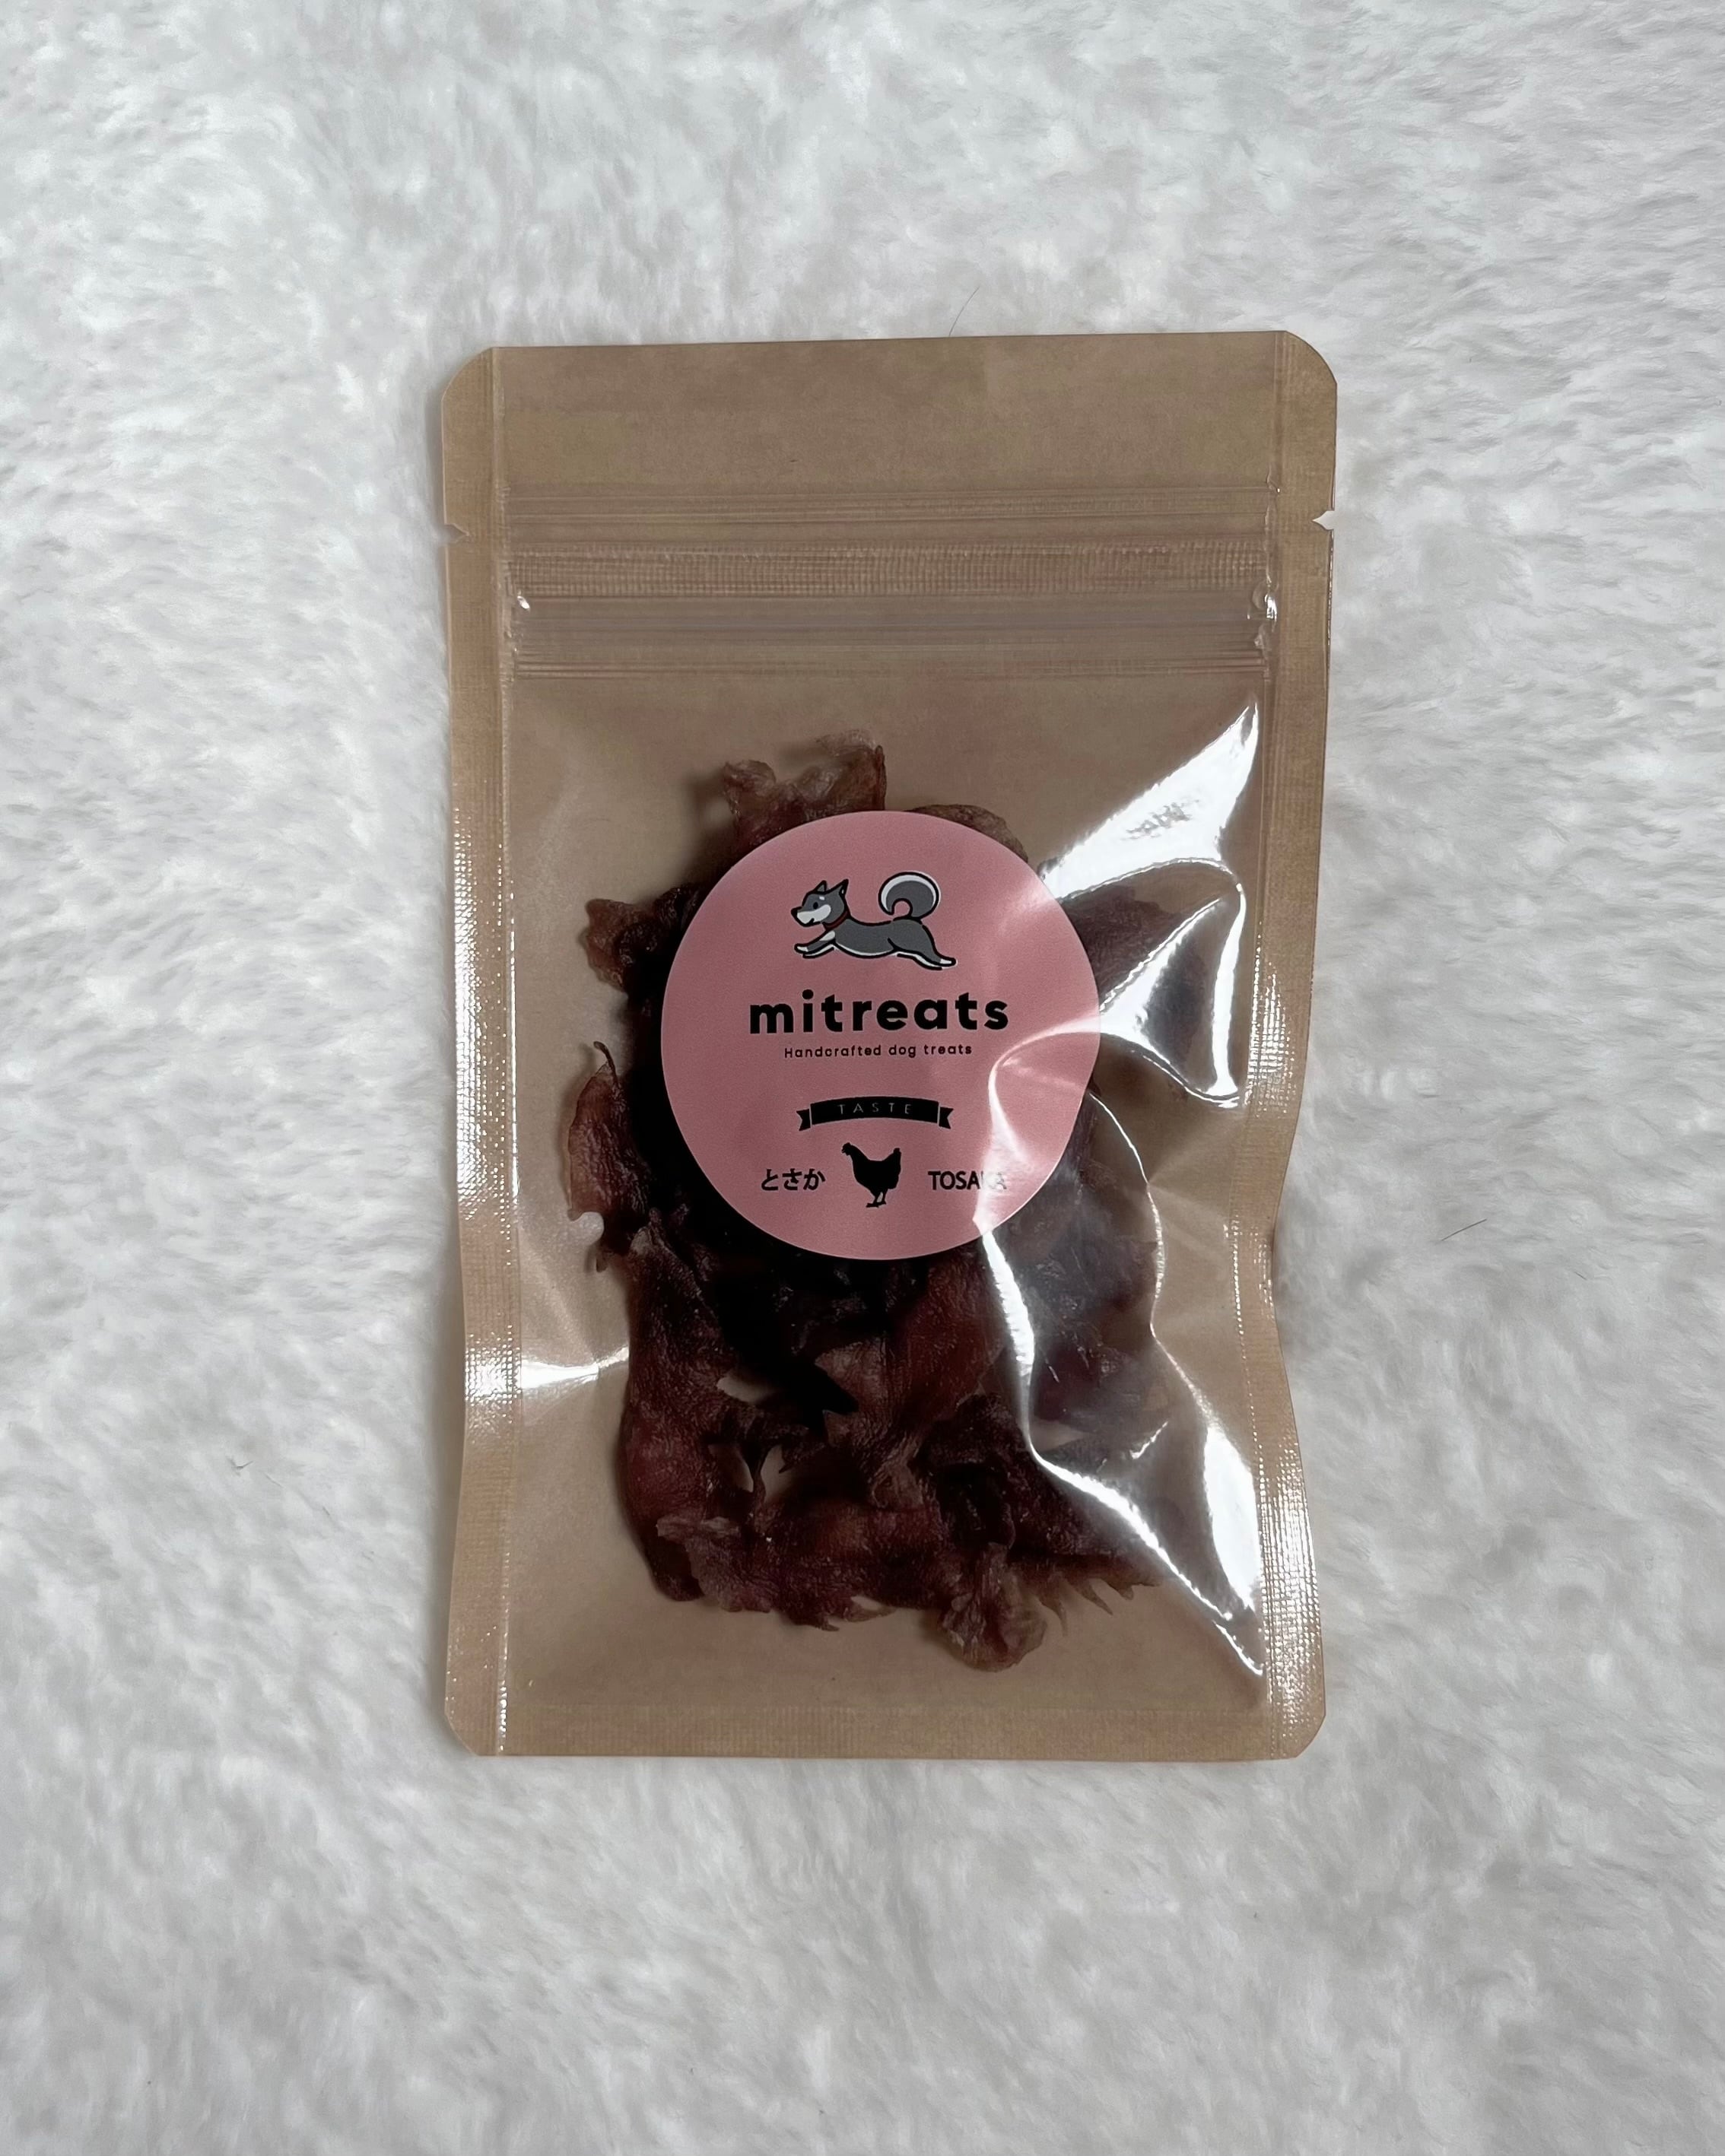 mitreats
Handcrafted dog treats
TASTE
とさか TOSAKA